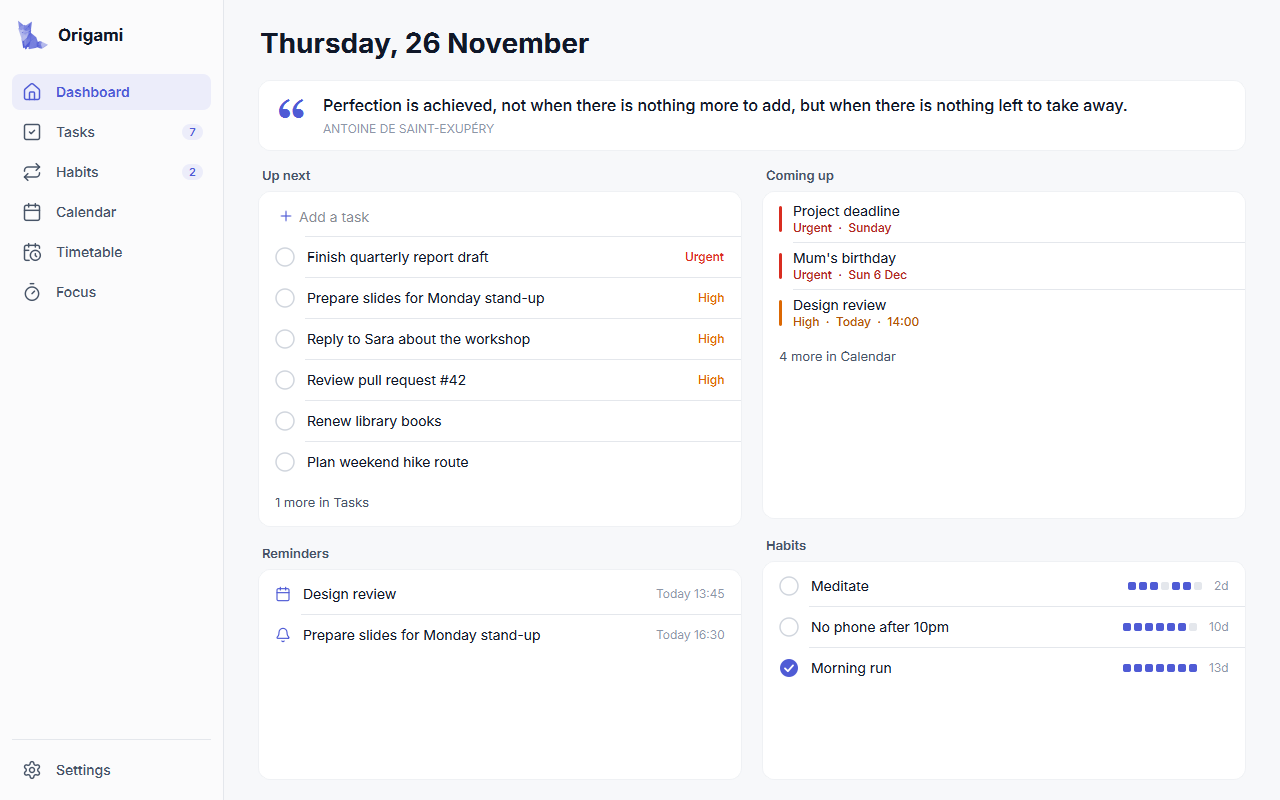 Origami
Dashboard
Tasks 7
Habits 2
Calendar
Timetable
Focus
Settings
Thursday, 26 November
Perfection is achieved, not when there is nothing more to add, but when there is nothing left to take away.
ANTOINE DE SAINT-EXUPÉRY
Up next
+ Add a task
Finish quarterly report draft Urgent
Prepare slides for Monday stand-up High
Reply to Sara about the workshop High
Review pull request #42 High
Renew library books
Plan weekend hike route
1 more in Tasks
Coming up
Project deadline
Urgent · Sunday
Mum's birthday
Urgent · Sun 6 Dec
Design review
High · Today · 14:00
4 more in Calendar
Reminders
Design review Today 13:45
Prepare slides for Monday stand-up Today 16:30
Habits
Meditate 2d
No phone after 10pm 10d
Morning run 13d